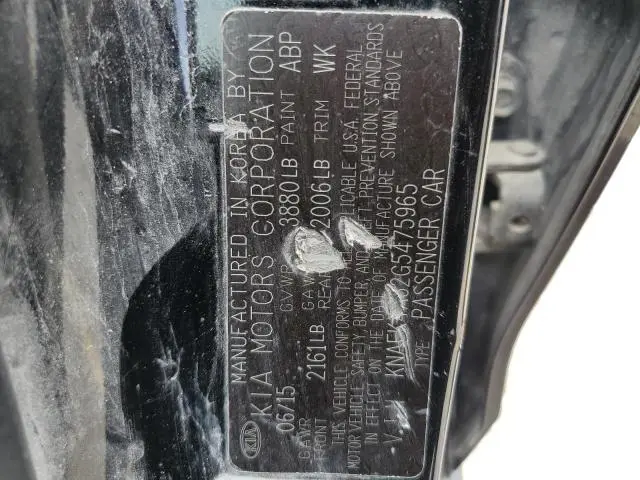 KIA
MANUFACTURED IN KOREA BY
KIA MOTORS CORPORATION
06/15 GVWR 3880LB PAINT ABP
GAWR FRONT 2161LB REAR 2006LB TRIM WK
THIS VEHICLE CONFORMS TO ALL APPLICABLE U.S.A. FEDERAL
MOTOR VEHICLE SAFETY, BUMPER, AND THEFT PREVENTION STANDARDS
IN EFFECT ON THE DATE OF MANUFACTURE SHOWN ABOVE
G5475965
TYPE PASSENGER CAR